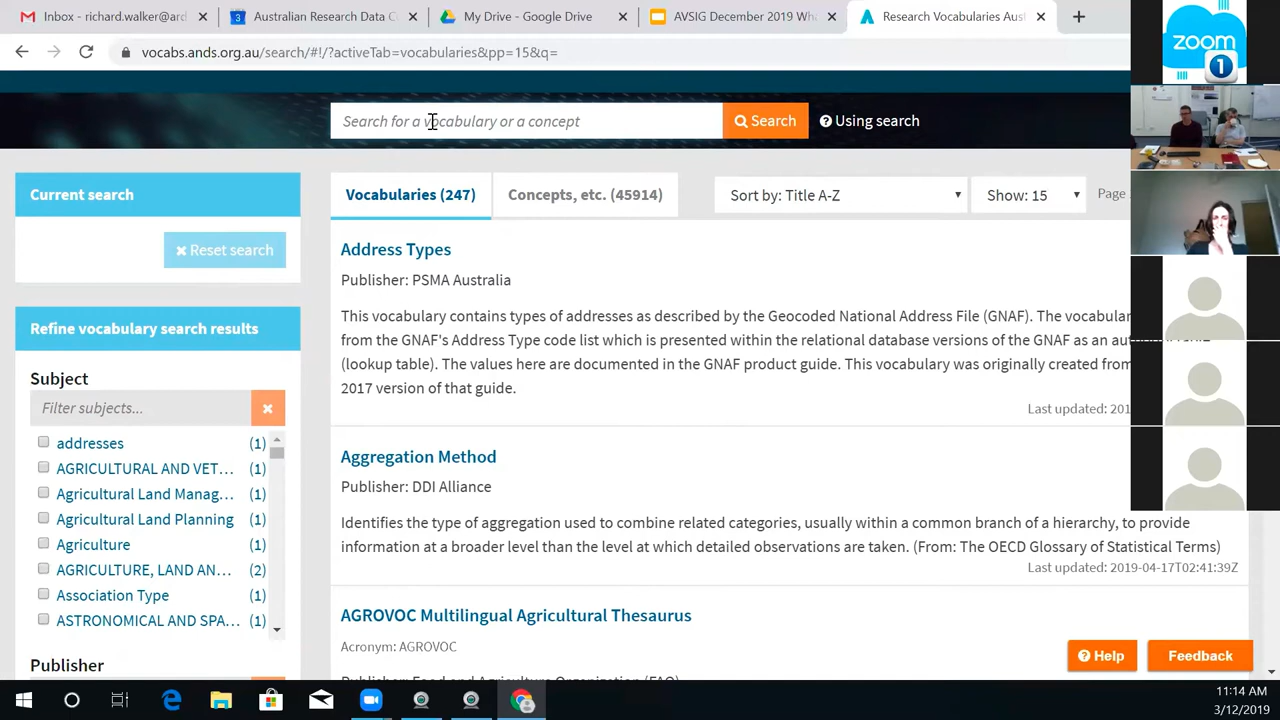 Inbox - richard.walker@ard
Australian Research Data C
My Drive - Google Drive
AVSIG December 2019 Wha
Research Vocabularies Aus
vocabs.ands.org.au/search/#!/?activeTab=vocabularies&pp=15&q=
zoom
1
Search for a vocabulary or a concept
Search
Using search
Current search
Reset search
Vocabularies (247)
Concepts, etc. (45914)
Sort by: Title A-Z
Show: 15
Page
Address Types
Publisher: PSMA Australia
This vocabulary contains types of addresses as described by the Geocoded National Address File (GNAF). The vocabular
from the GNAF's Address Type code list which is presented within the relational database versions of the GNAF as an
(lookup table). The values here are documented in the GNAF product guide. This vocabulary was originally created from
2017 version of that guide.
Last updated: 201
Refine vocabulary search results
Subject
Filter subjects...
addresses (1)
AGRICULTURAL AND VET... (1)
Agricultural Land Manag... (1)
Agricultural Land Planning (1)
Agriculture (1)
AGRICULTURE, LAND AN... (2)
Association Type (1)
ASTRONOMICAL AND SPA... (1)
Publisher
Aggregation Method
Publisher: DDI Alliance
Identifies the type of aggregation used to combine related categories, usually within a common branch of a hierarchy, to provide
information at a broader level than the level at which detailed observations are taken. (From: The OECD Glossary of Statistical Terms)
Last updated: 2019-04-17T02:41:39Z
AGROVOC Multilingual Agricultural Thesaurus
Acronym: AGROVOC
Help
Feedback
11:14 AM
3/12/2019